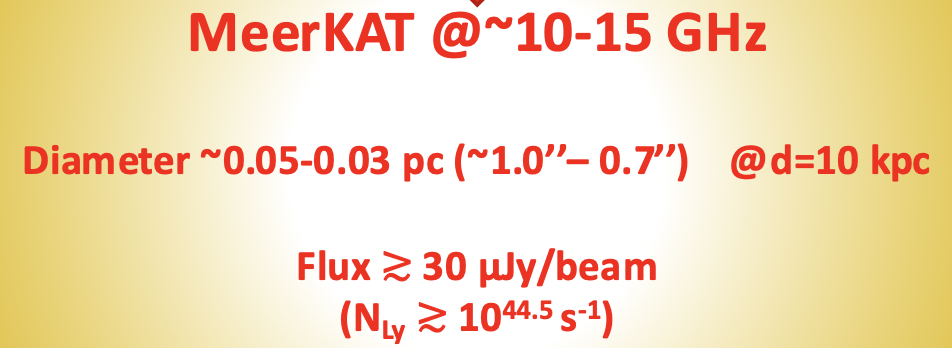 MeerKAT @~10-15 GHz
Diameter ~0.05-0.03 pc (~1.0’’– 0.7’’) @d=10 kpc
Flux ≳ 30 μJy/beam
(N_Ly ≳ 10^44.5 s^-1)